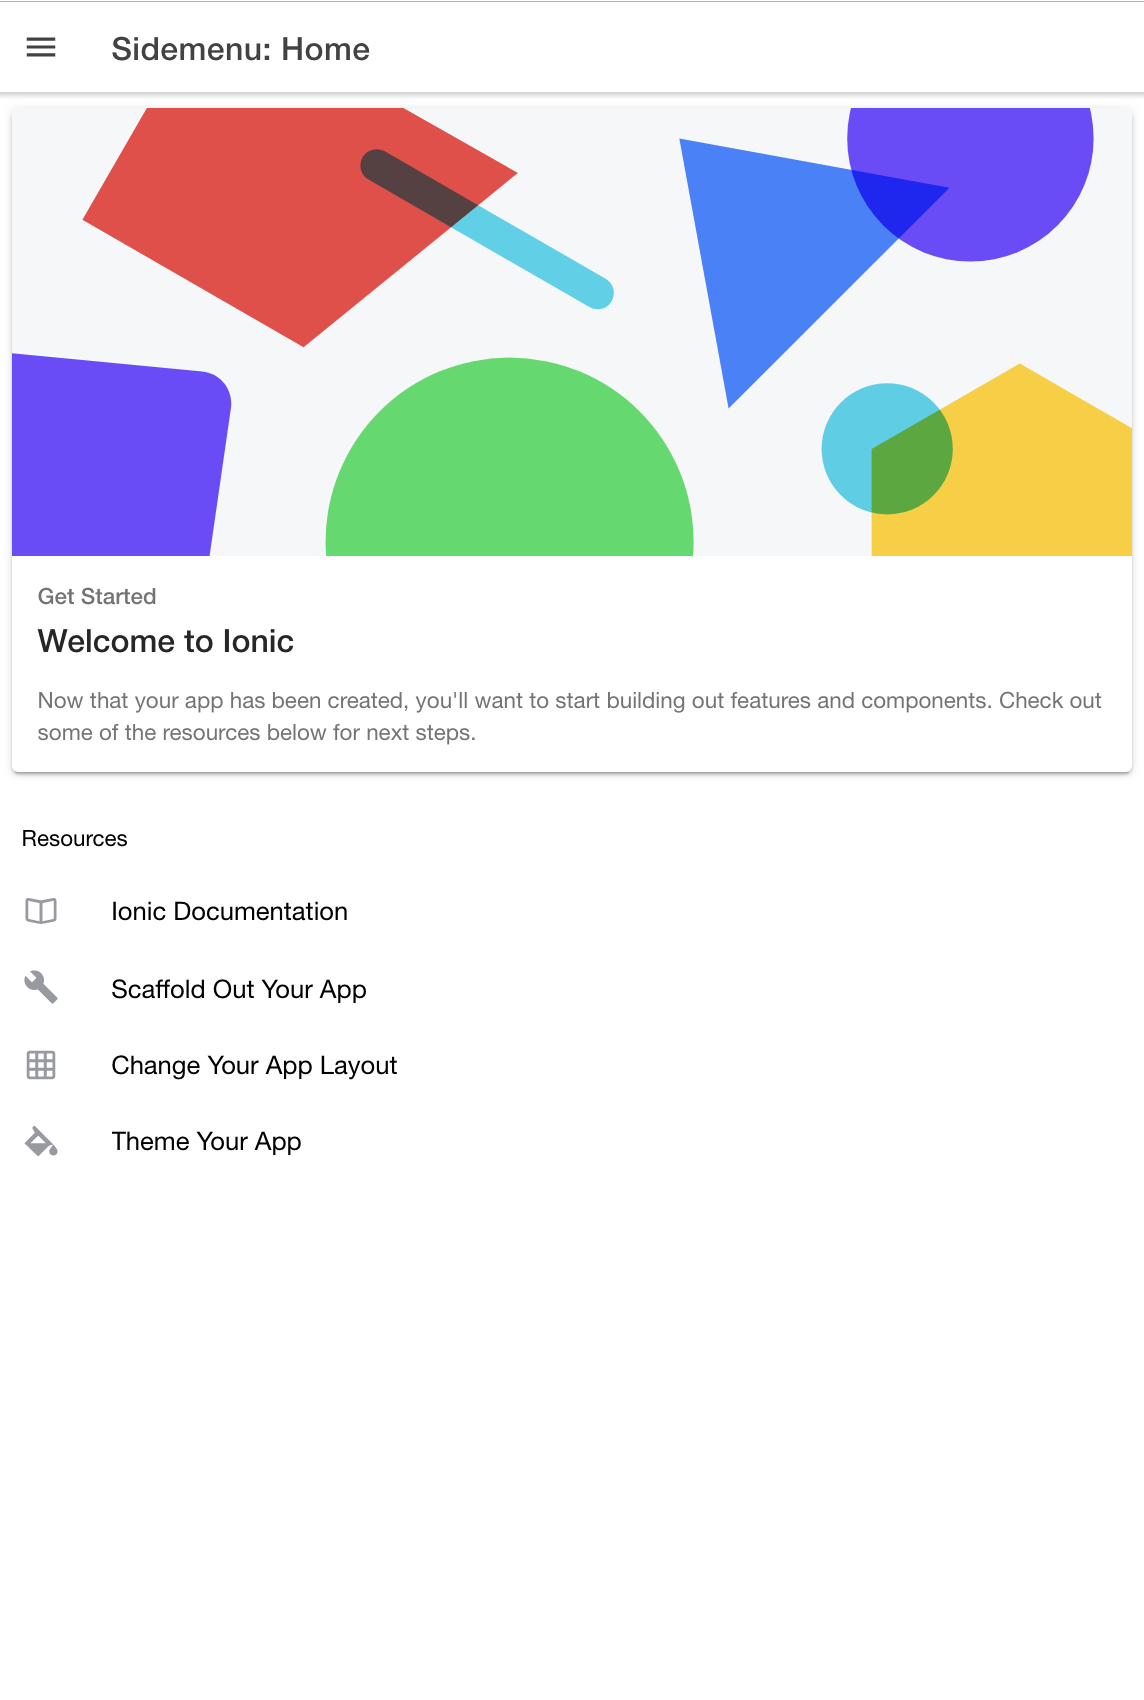 Sidemenu: Home
Get Started
Welcome to Ionic
Now that your app has been created, you'll want to start building out features and components. Check out
some of the resources below for next steps.
Resources
Ionic Documentation
Scaffold Out Your App
Change Your App Layout
Theme Your App